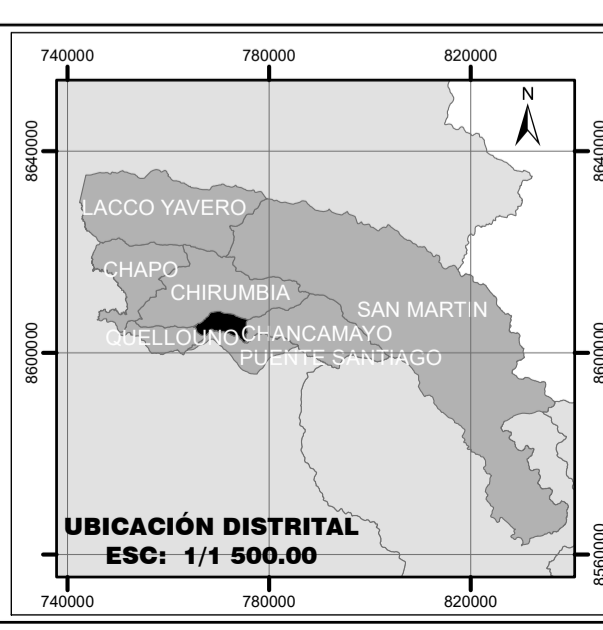 740000 780000 820000
N
8640000 8640000
LACCO YAVERO
CHAPO
CHIRUMBIA
SAN MARTIN
QUELLOUNO CHANCAMAYO
8600000 8600000
PUENTE SANTIAGO
UBICACIÓN DISTRITAL
ESC: 1/1 500.00
8560000
740000 780000 820000